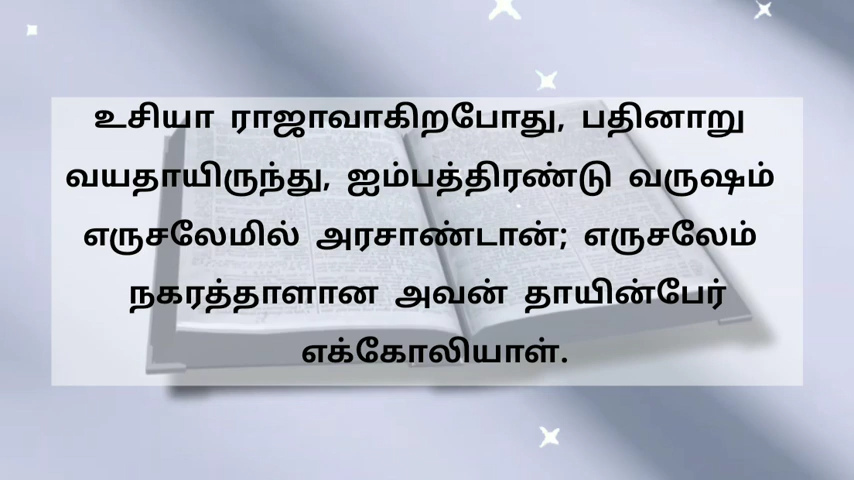 உசியா ராஜாவாகிறபோது, பதினாறு
வயதாயிருந்து, ஐம்பத்திரண்டு வருஷம்
எருசலேமில் அரசாண்டான்; எருசலேம்
நகரத்தாளான அவன் தாயின்பேர்
எக்கோலியாள்.